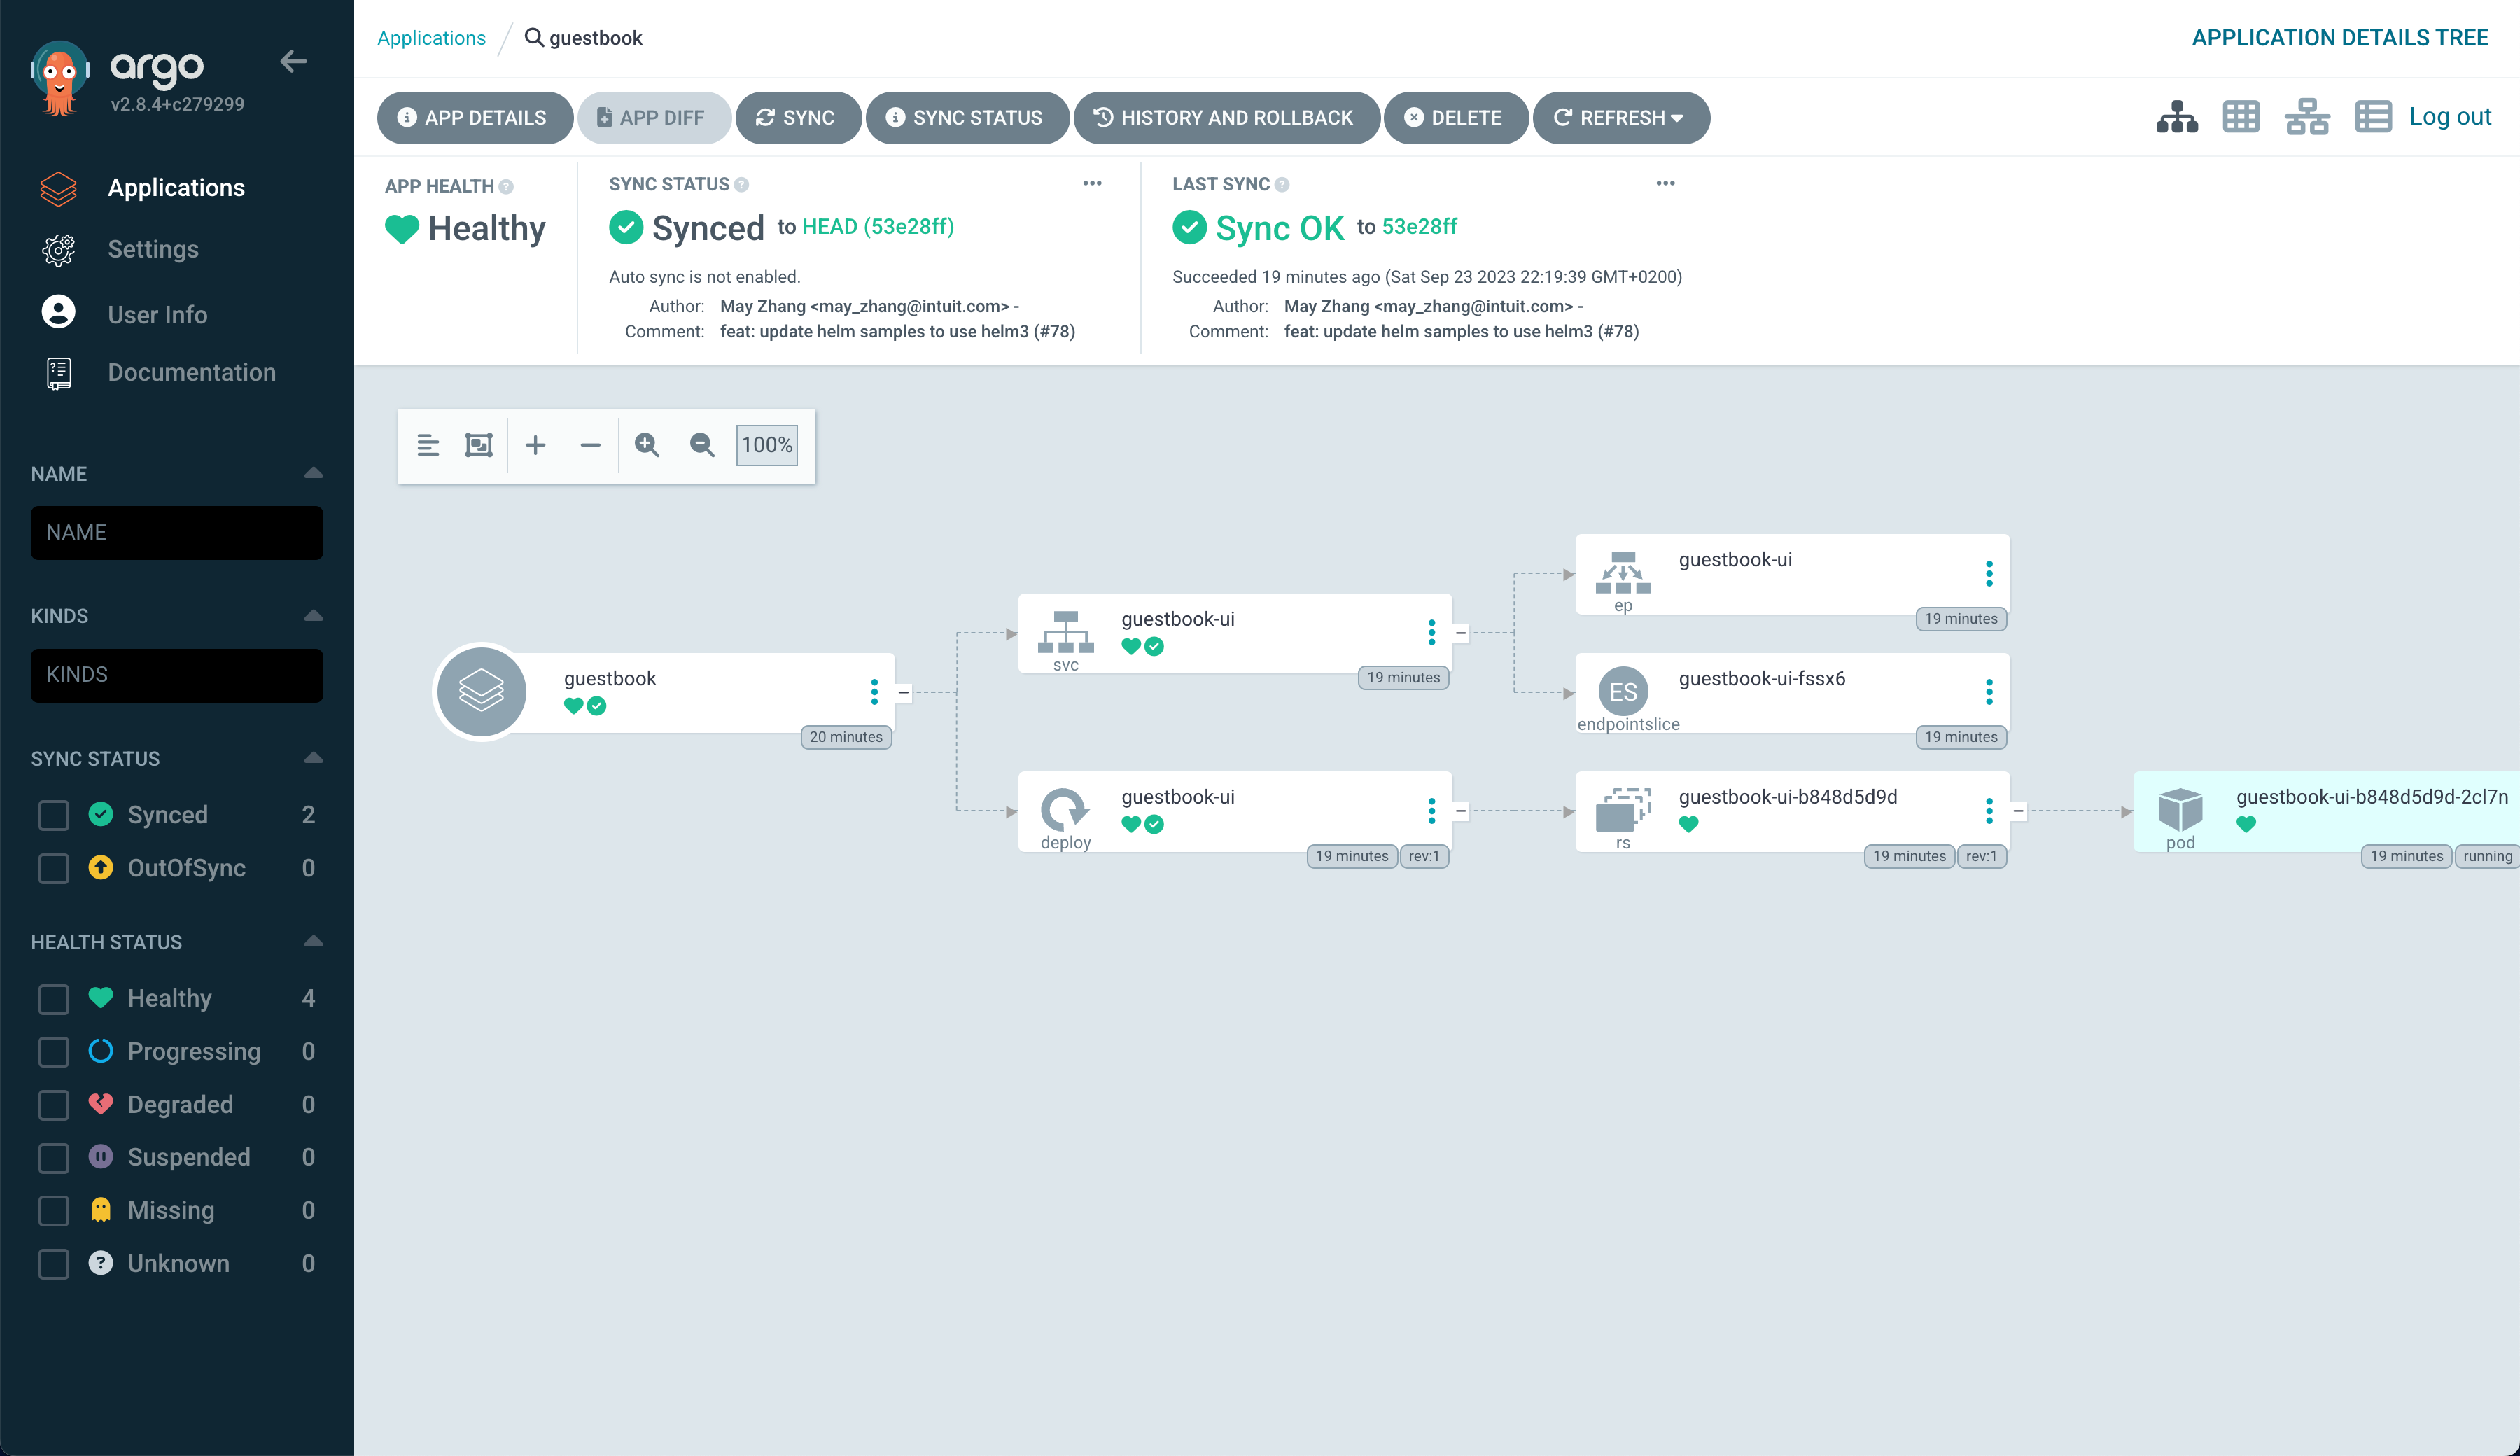 argo
v2.8.4+c279299
Applications
Settings
User Info
Documentation
NAME
NAME
KINDS
KINDS
SYNC STATUS
Synced 2
OutOfSync 0
HEALTH STATUS
Healthy 4
Progressing 0
Degraded 0
Suspended 0
Missing 0
Unknown 0
Applications / guestbook
APPLICATION DETAILS TREE
APP DETAILS APP DIFF SYNC SYNC STATUS HISTORY AND ROLLBACK DELETE REFRESH Log out
APP HEALTH
Healthy
SYNC STATUS
Synced to HEAD (53e28ff)
Auto sync is not enabled.
Author: May Zhang <may_zhang@intuit.com> -
Comment: feat: update helm samples to use helm3 (#78)
LAST SYNC
Sync OK to 53e28ff
Succeeded 19 minutes ago (Sat Sep 23 2023 22:19:39 GMT+0200)
Author: May Zhang <may_zhang@intuit.com> -
Comment: feat: update helm samples to use helm3 (#78)
100%
guestbook
20 minutes
guestbook-ui
svc
19 minutes
guestbook-ui
deploy
19 minutes rev:1
guestbook-ui
ep
19 minutes
ES
guestbook-ui-fssx6
endpointslice
19 minutes
guestbook-ui-b848d5d9d
rs
19 minutes rev:1
guestbook-ui-b848d5d9d-2cl7n
pod
19 minutes running